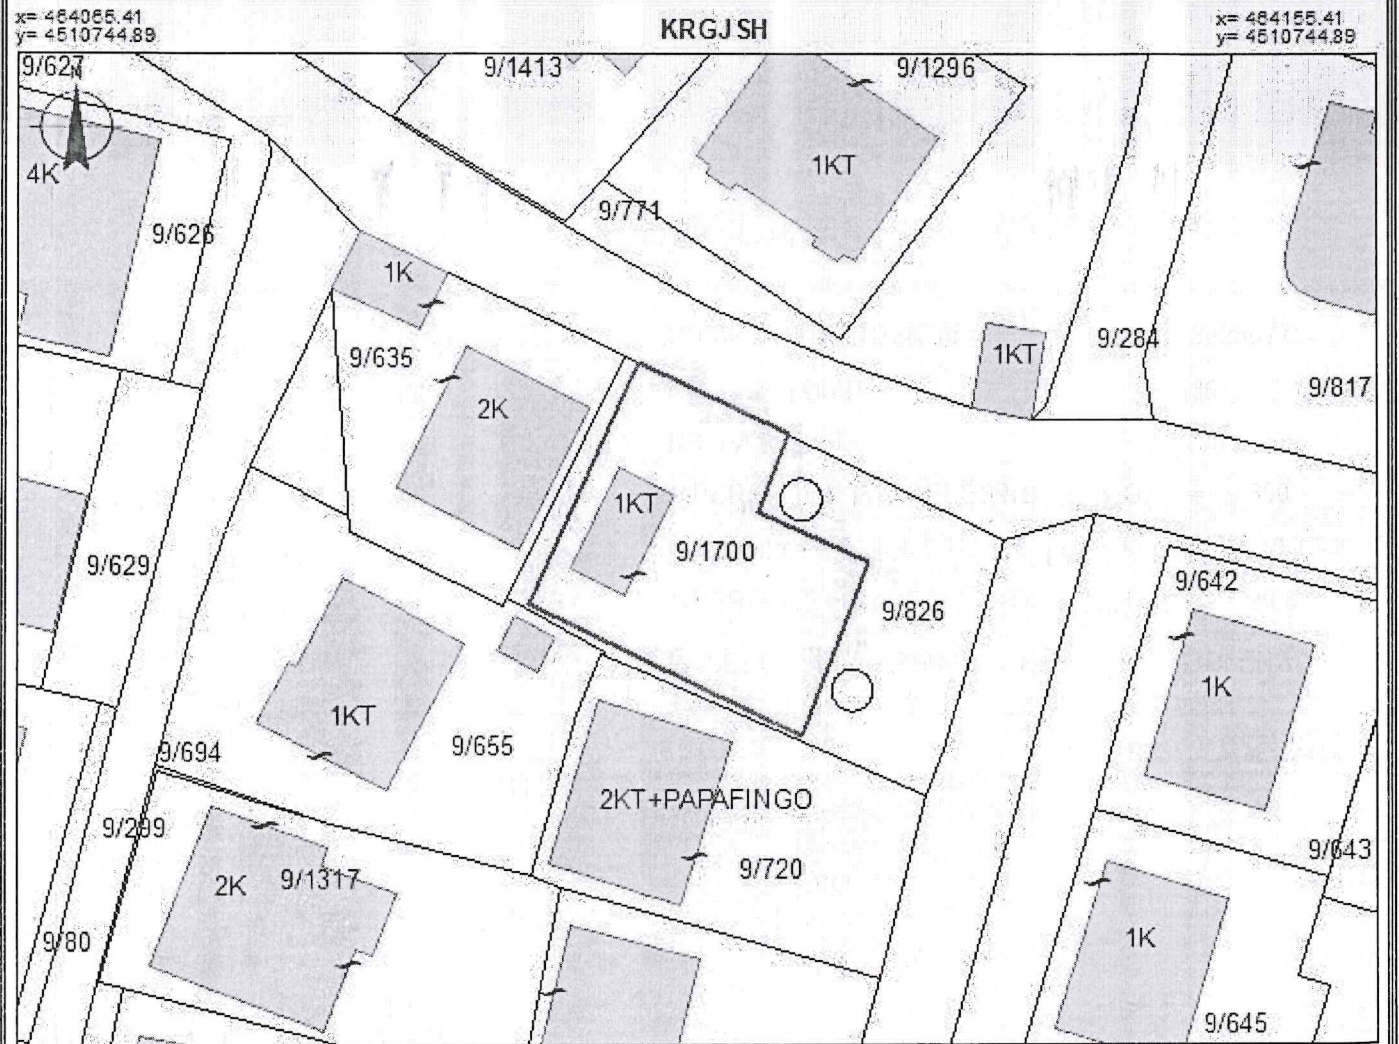 x= 464065.41
y= 4510744.89
KRGJSH
x= 464155.41
y= 4510744.89
9/627
N
9/1413
9/1296
4K
1KT
9/626
9/771
1K
9/635
1KT
9/284
9/817
2K
1KT
9/1700
9/629
9/642
9/826
1K
1KT
9/694
9/655
2KT+PAPAFINGO
9/299
9/643
9/720
2K
9/1317
9/80
1K
9/645